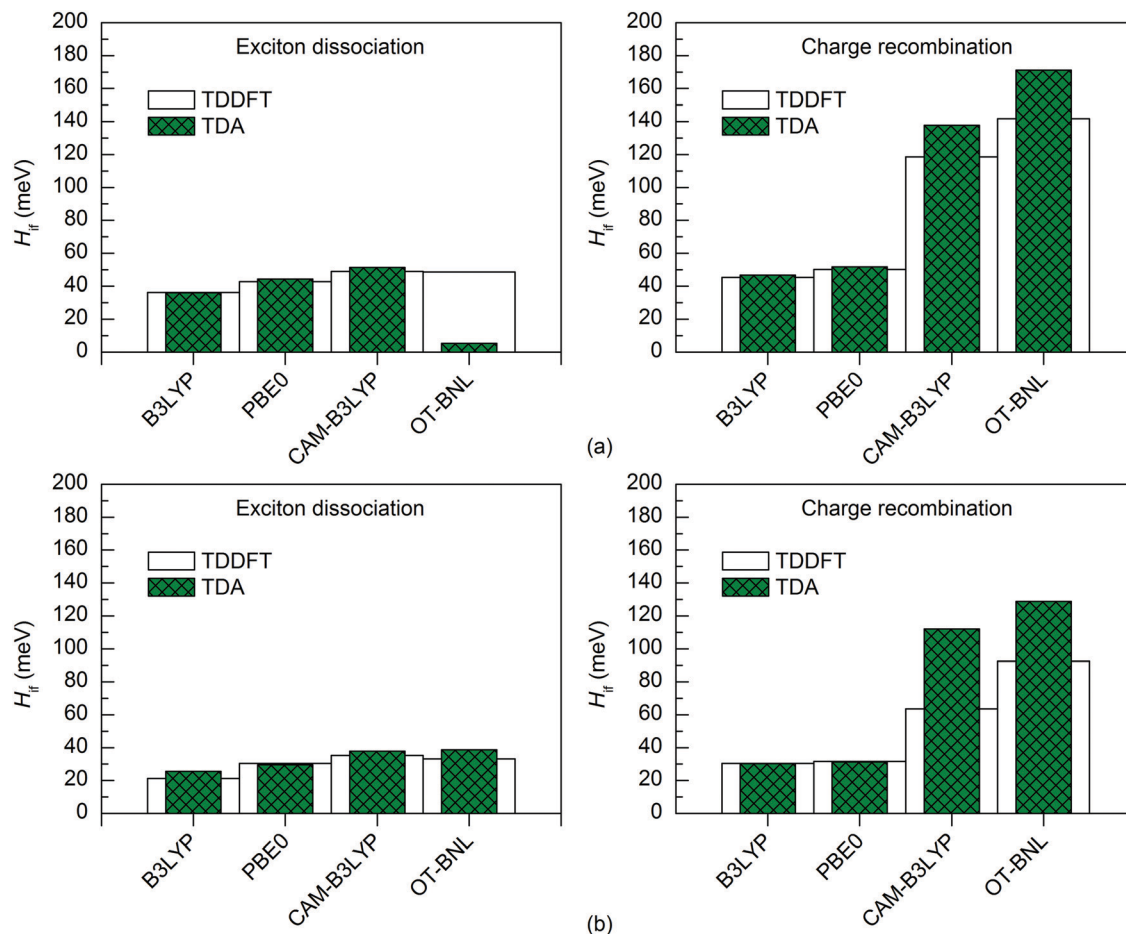 Exciton dissociation
TDDFT
TDA
H_if (meV)
200
180
160
140
120
100
80
60
40
20
0
B3LYP
PBE0
CAM-B3LYP
OT-BNL
Charge recombination
TDDFT
TDA
H_if (meV)
200
180
160
140
120
100
80
60
40
20
0
B3LYP
PBE0
CAM-B3LYP
OT-BNL
(a)
Exciton dissociation
TDDFT
TDA
H_if (meV)
200
180
160
140
120
100
80
60
40
20
0
B3LYP
PBE0
CAM-B3LYP
OT-BNL
Charge recombination
TDDFT
TDA
H_if (meV)
200
180
160
140
120
100
80
60
40
20
0
B3LYP
PBE0
CAM-B3LYP
OT-BNL
(b)